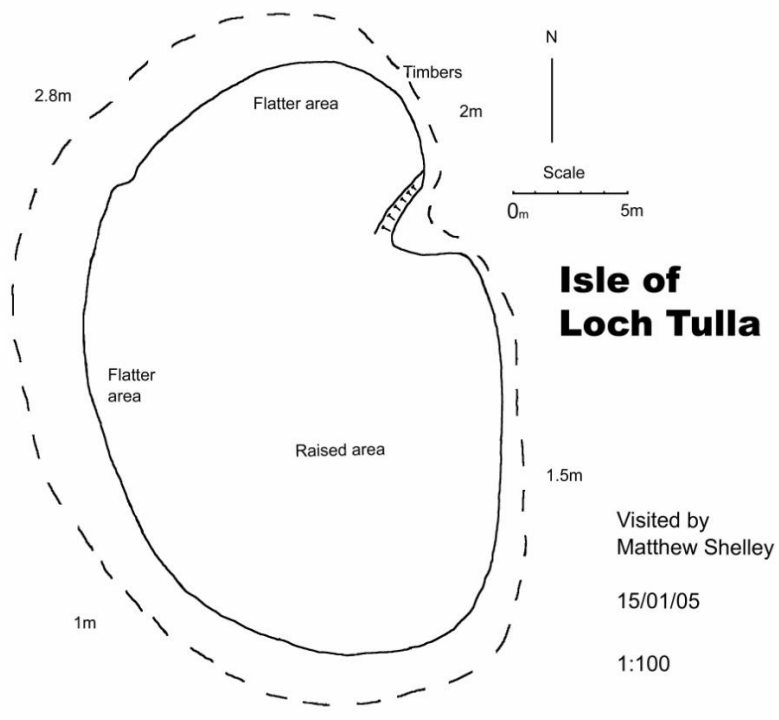 N
Timbers
2.8m
Flatter area
2m
Scale
0m 5m
Isle of
Loch Tulla
Flatter
area
Raised area
1.5m
Visited by
Matthew Shelley
15/01/05
1m
1:100